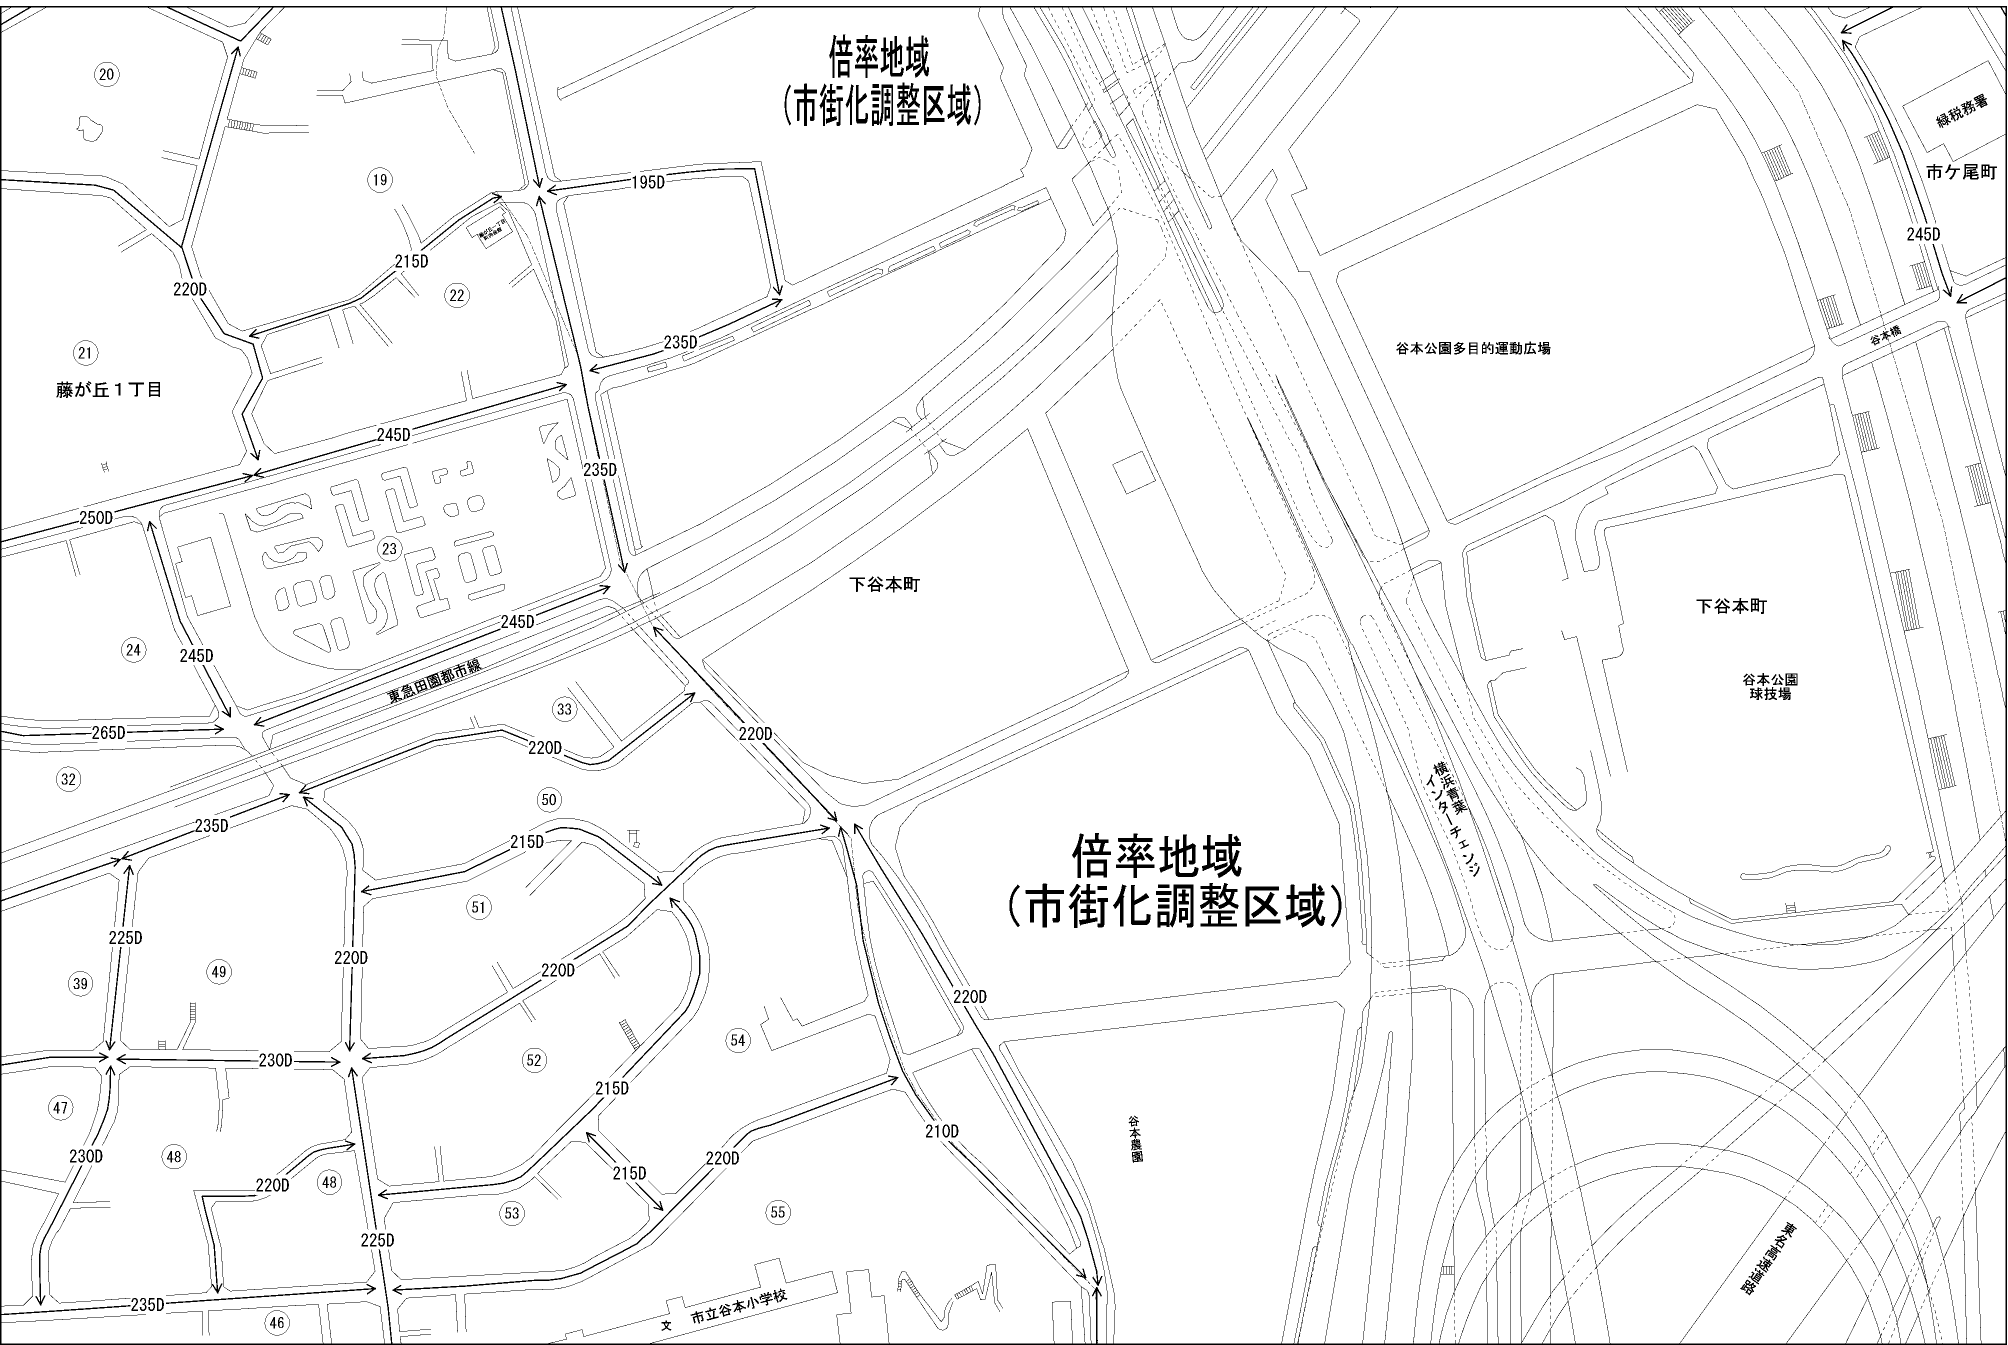 倍率地域
(市街化調整区域)
20
緑税務署
市ケ尾町
19
195D
藤が丘一丁目
245D
215D
220D
22
谷本橋
235D
谷本公園多目的運動広場
21
藤が丘1丁目
245D
235D
250D
23
下谷本町
下谷本町
245D
24
245D
東急田園都市線
谷本公園
球技場
33
265D
220D
220D
32
横浜青葉
インターチェンジ
50
235D
215D
倍率地域
(市街化調整区域)
51
225D
220D
220D
49
39
220D
54
230D
52
215D
47
210D
谷本農園
230D
48
220D
215D
220D
48
53
55
225D
東名高速道路
235D
市立谷本小学校
46
文